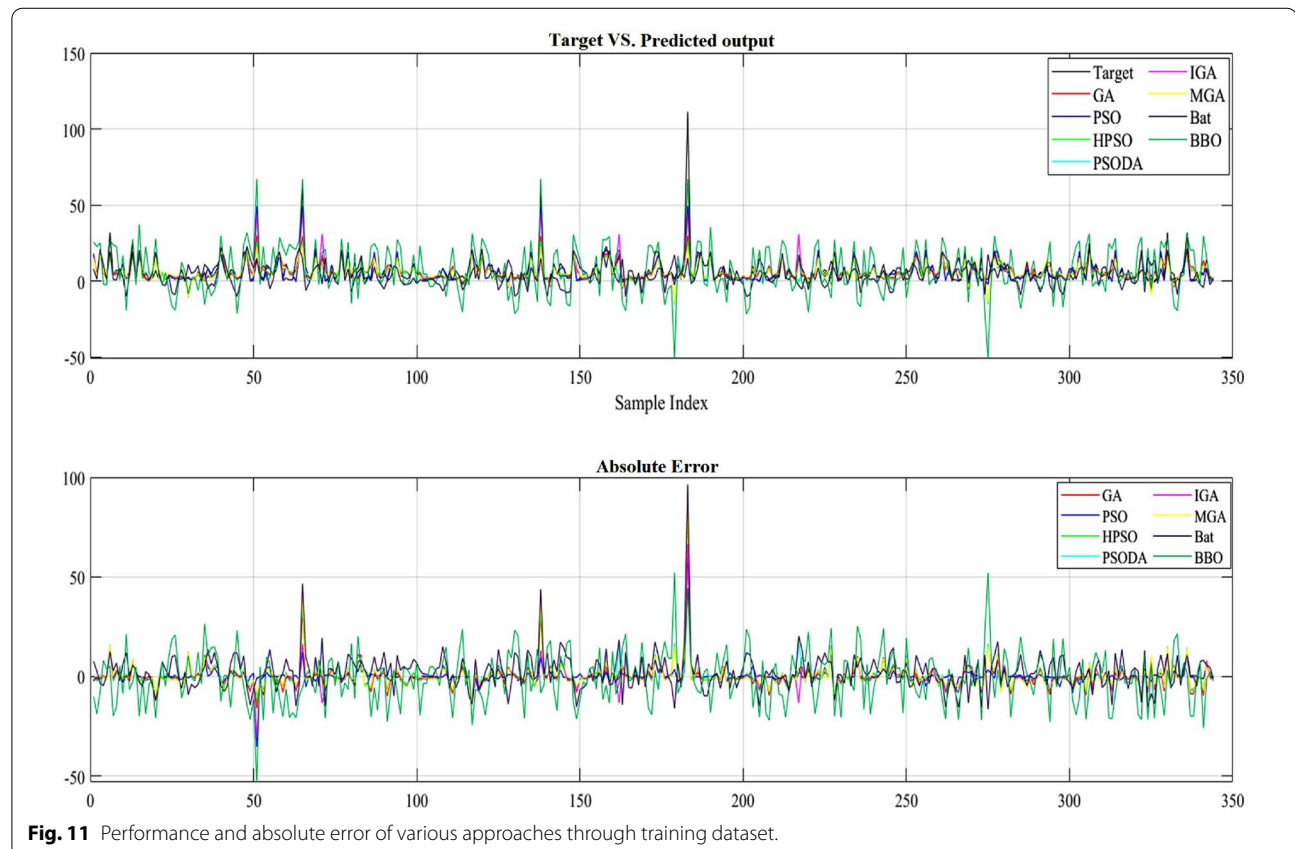 Target VS. Predicted output
150
100
50
0
-50
Target
GA
PSO
HPSO
PSODA
IGA
MGA
Bat
BBO
0 50 100 150 200 250 300 350
Sample Index
Absolute Error
100
50
0
-50
GA
PSO
HPSO
PSODA
IGA
MGA
Bat
BBO
0 50 100 150 200 250 300 350
Fig. 11 Performance and absolute error of various approaches through training dataset.